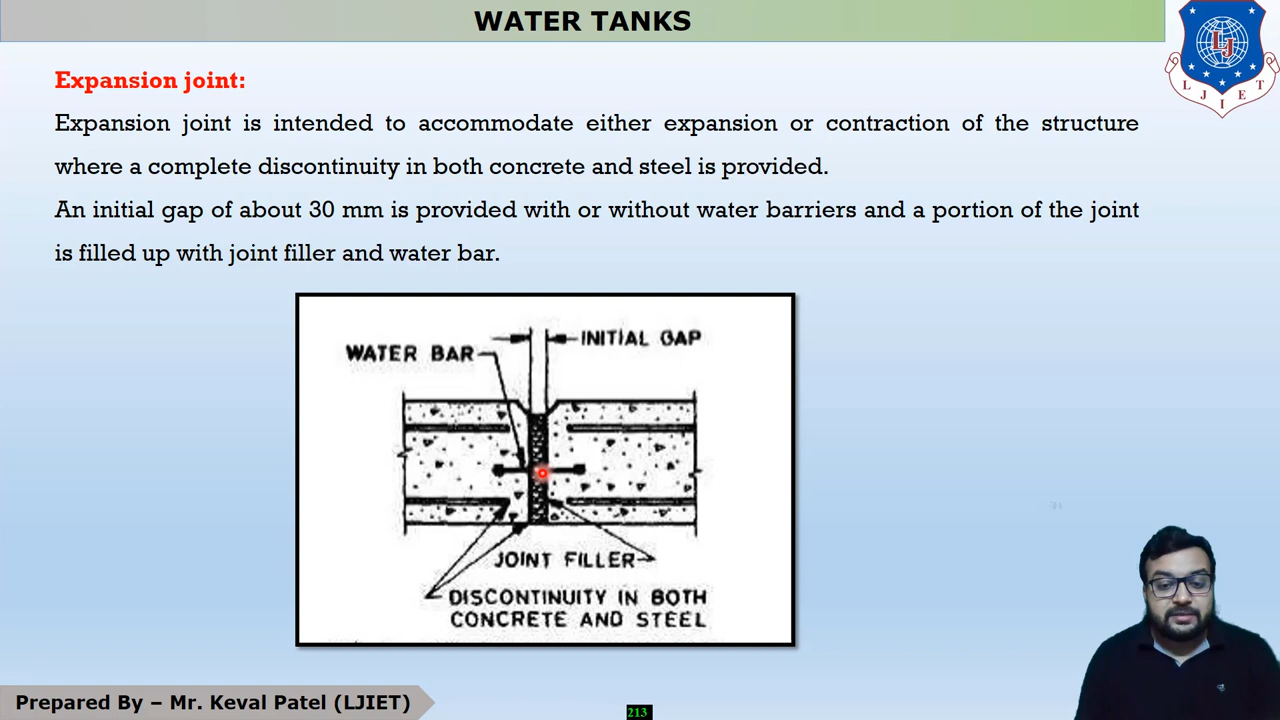 WATER TANKS
L J I E T
Expansion joint:
Expansion joint is intended to accommodate either expansion or contraction of the structure
where a complete discontinuity in both concrete and steel is provided.
An initial gap of about 30 mm is provided with or without water barriers and a portion of the joint
is filled up with joint filler and water bar.
INITIAL GAP
WATER BAR
JOINT FILLER
DISCONTINUITY IN BOTH
CONCRETE AND STEEL
Prepared By – Mr. Keval Patel (LJIET)
213